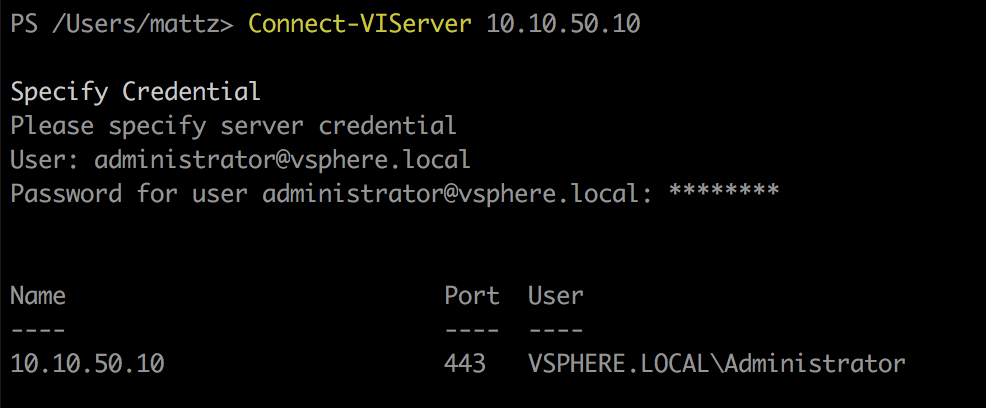 PS /Users/mattz> Connect-VIServer 10.10.50.10
Specify Credential
Please specify server credential
User: administrator@vsphere.local
Password for user administrator@vsphere.local: ********
Name Port User
---- ---- ----
10.10.50.10 443 VSPHERE.LOCAL\Administrator